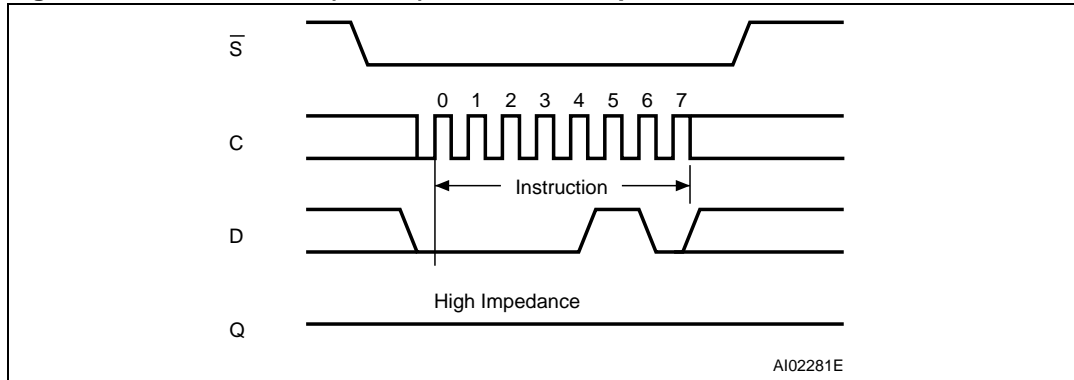 S̅
0 1 2 3 4 5 6 7
C
Instruction
D
High Impedance
Q
AI02281E